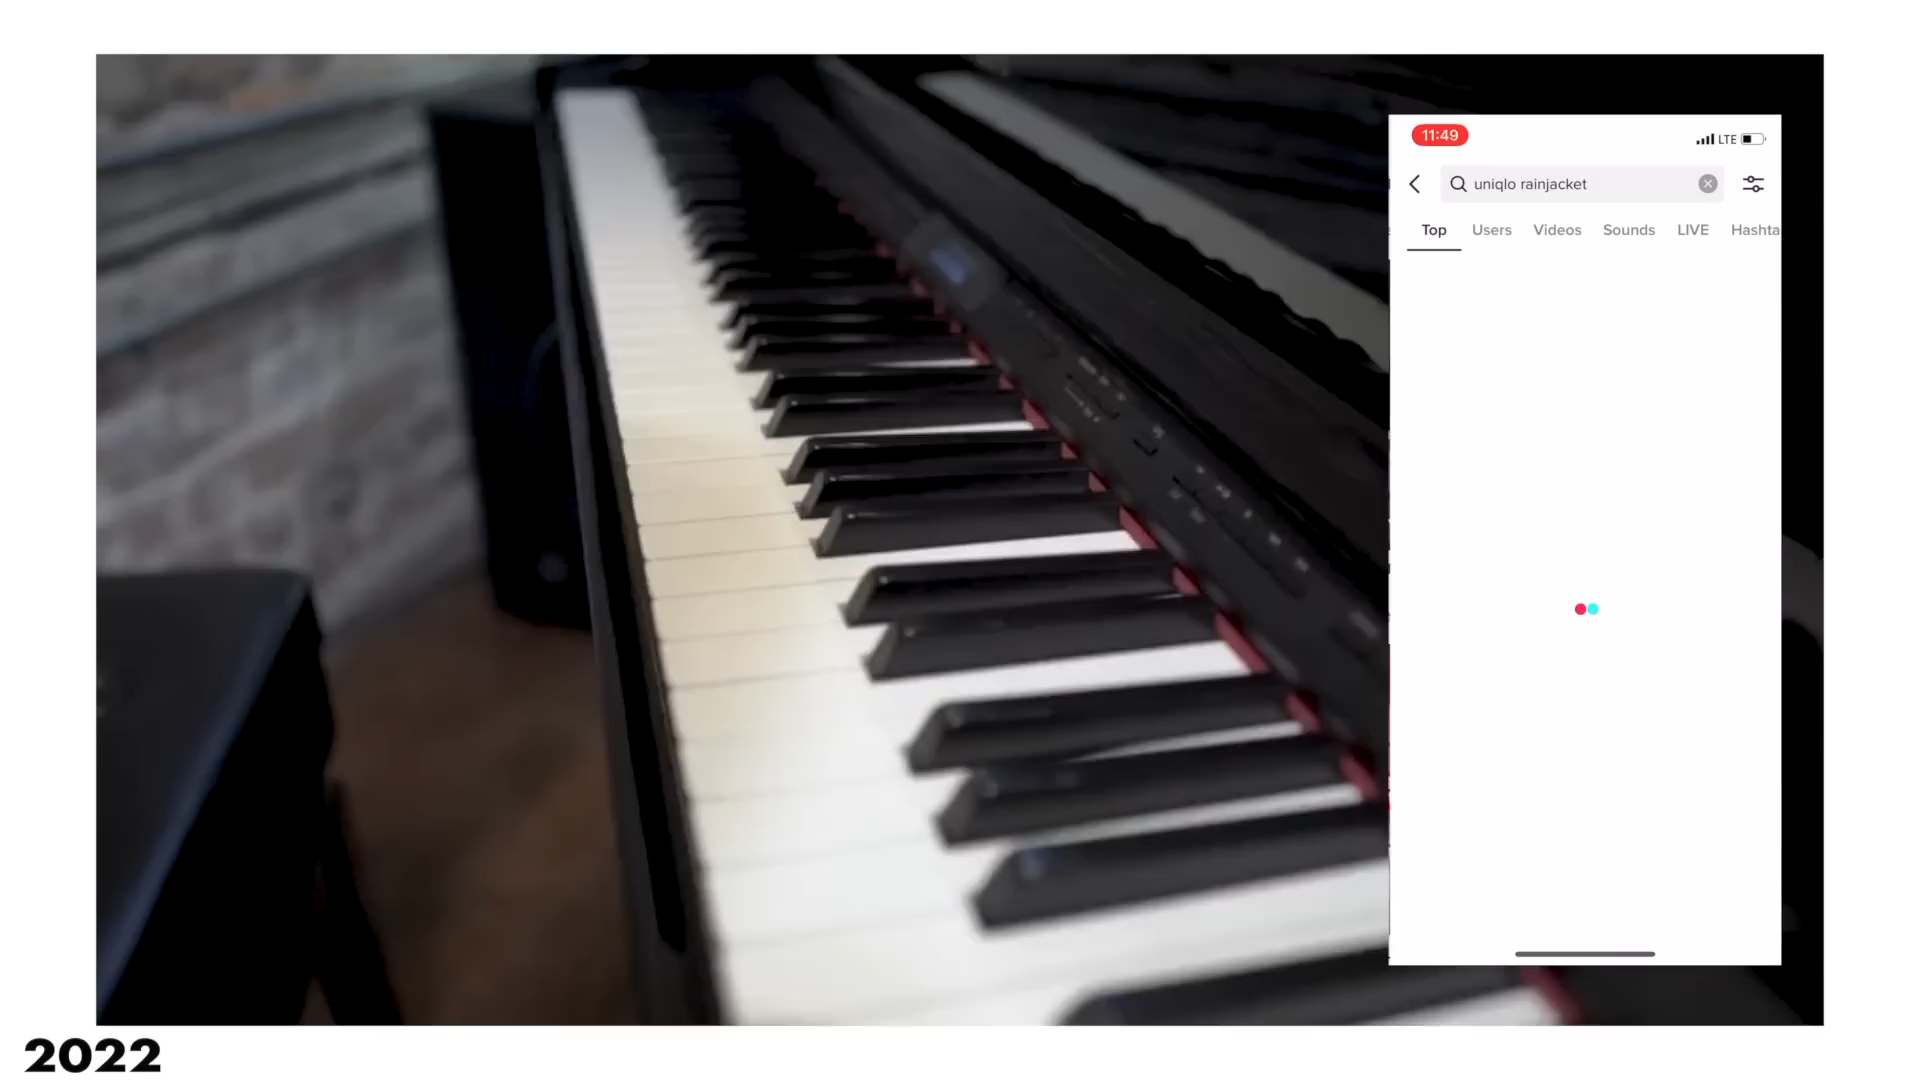 11:49 LTE
uniqlo rainjacket
Top Users Videos Sounds LIVE Hashta
2022